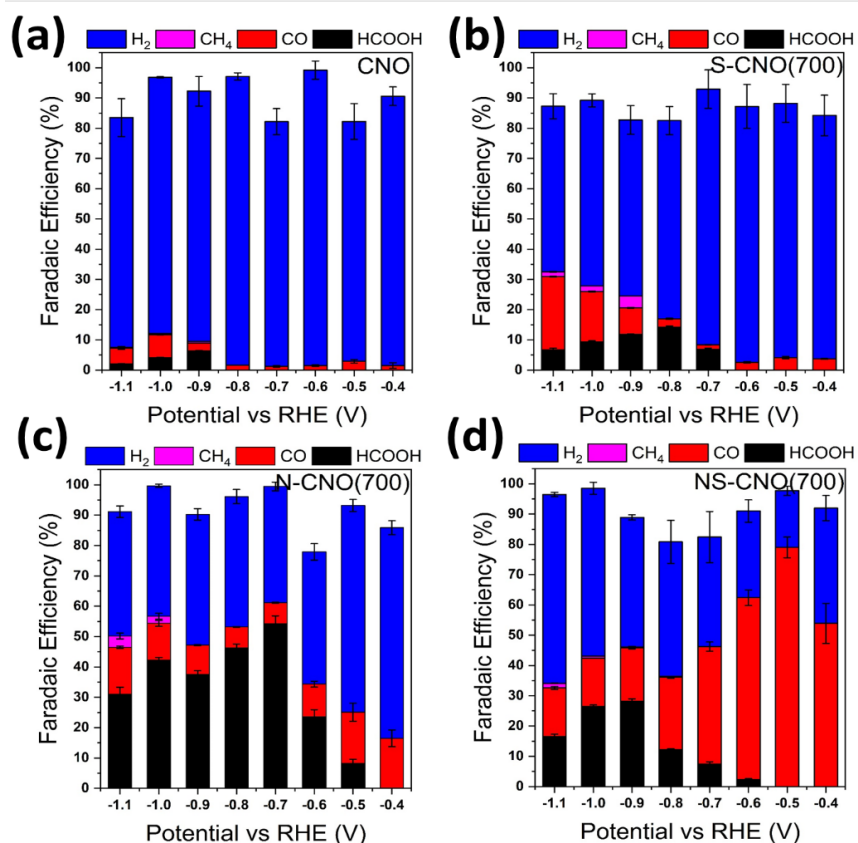 (a)
H₂ CH₄ CO HCOOH
CNO
Faradaic Efficiency (%)
100
90
80
70
60
50
40
30
20
10
0
-1.1 -1.0 -0.9 -0.8 -0.7 -0.6 -0.5 -0.4
Potential vs RHE (V)
(b)
H₂ CH₄ CO HCOOH
S-CNO(700)
Faradaic Efficiency (%)
100
90
80
70
60
50
40
30
20
10
0
-1.1 -1.0 -0.9 -0.8 -0.7 -0.6 -0.5 -0.4
Potential vs RHE (V)
(c)
H₂ CH₄ CO HCOOH
N-CNO(700)
Faradaic Efficiency (%)
100
90
80
70
60
50
40
30
20
10
0
-1.1 -1.0 -0.9 -0.8 -0.7 -0.6 -0.5 -0.4
Potential vs RHE (V)
(d)
H₂ CH₄ CO HCOOH
NS-CNO(700)
Faradaic Efficiency (%)
100
90
80
70
60
50
40
30
20
10
0
-1.1 -1.0 -0.9 -0.8 -0.7 -0.6 -0.5 -0.4
Potential vs RHE (V)